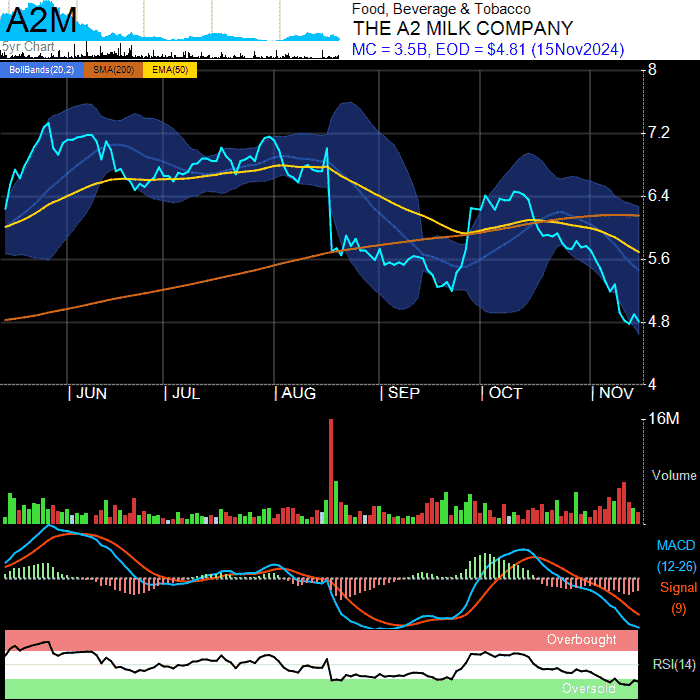 A2M
5yr Chart
Food, Beverage & Tobacco
THE A2 MILK COMPANY
MC = 3.5B, EOD = $4.81 (15Nov2024)
BollBands(20,2) SMA(200) EMA(50)
8
7.2
6.4
5.6
4.8
4
JUN JUL AUG SEP OCT NOV
16M
Volume
MACD
(12-26)
Signal
(9)
Overbought
RSI(14)
Oversold